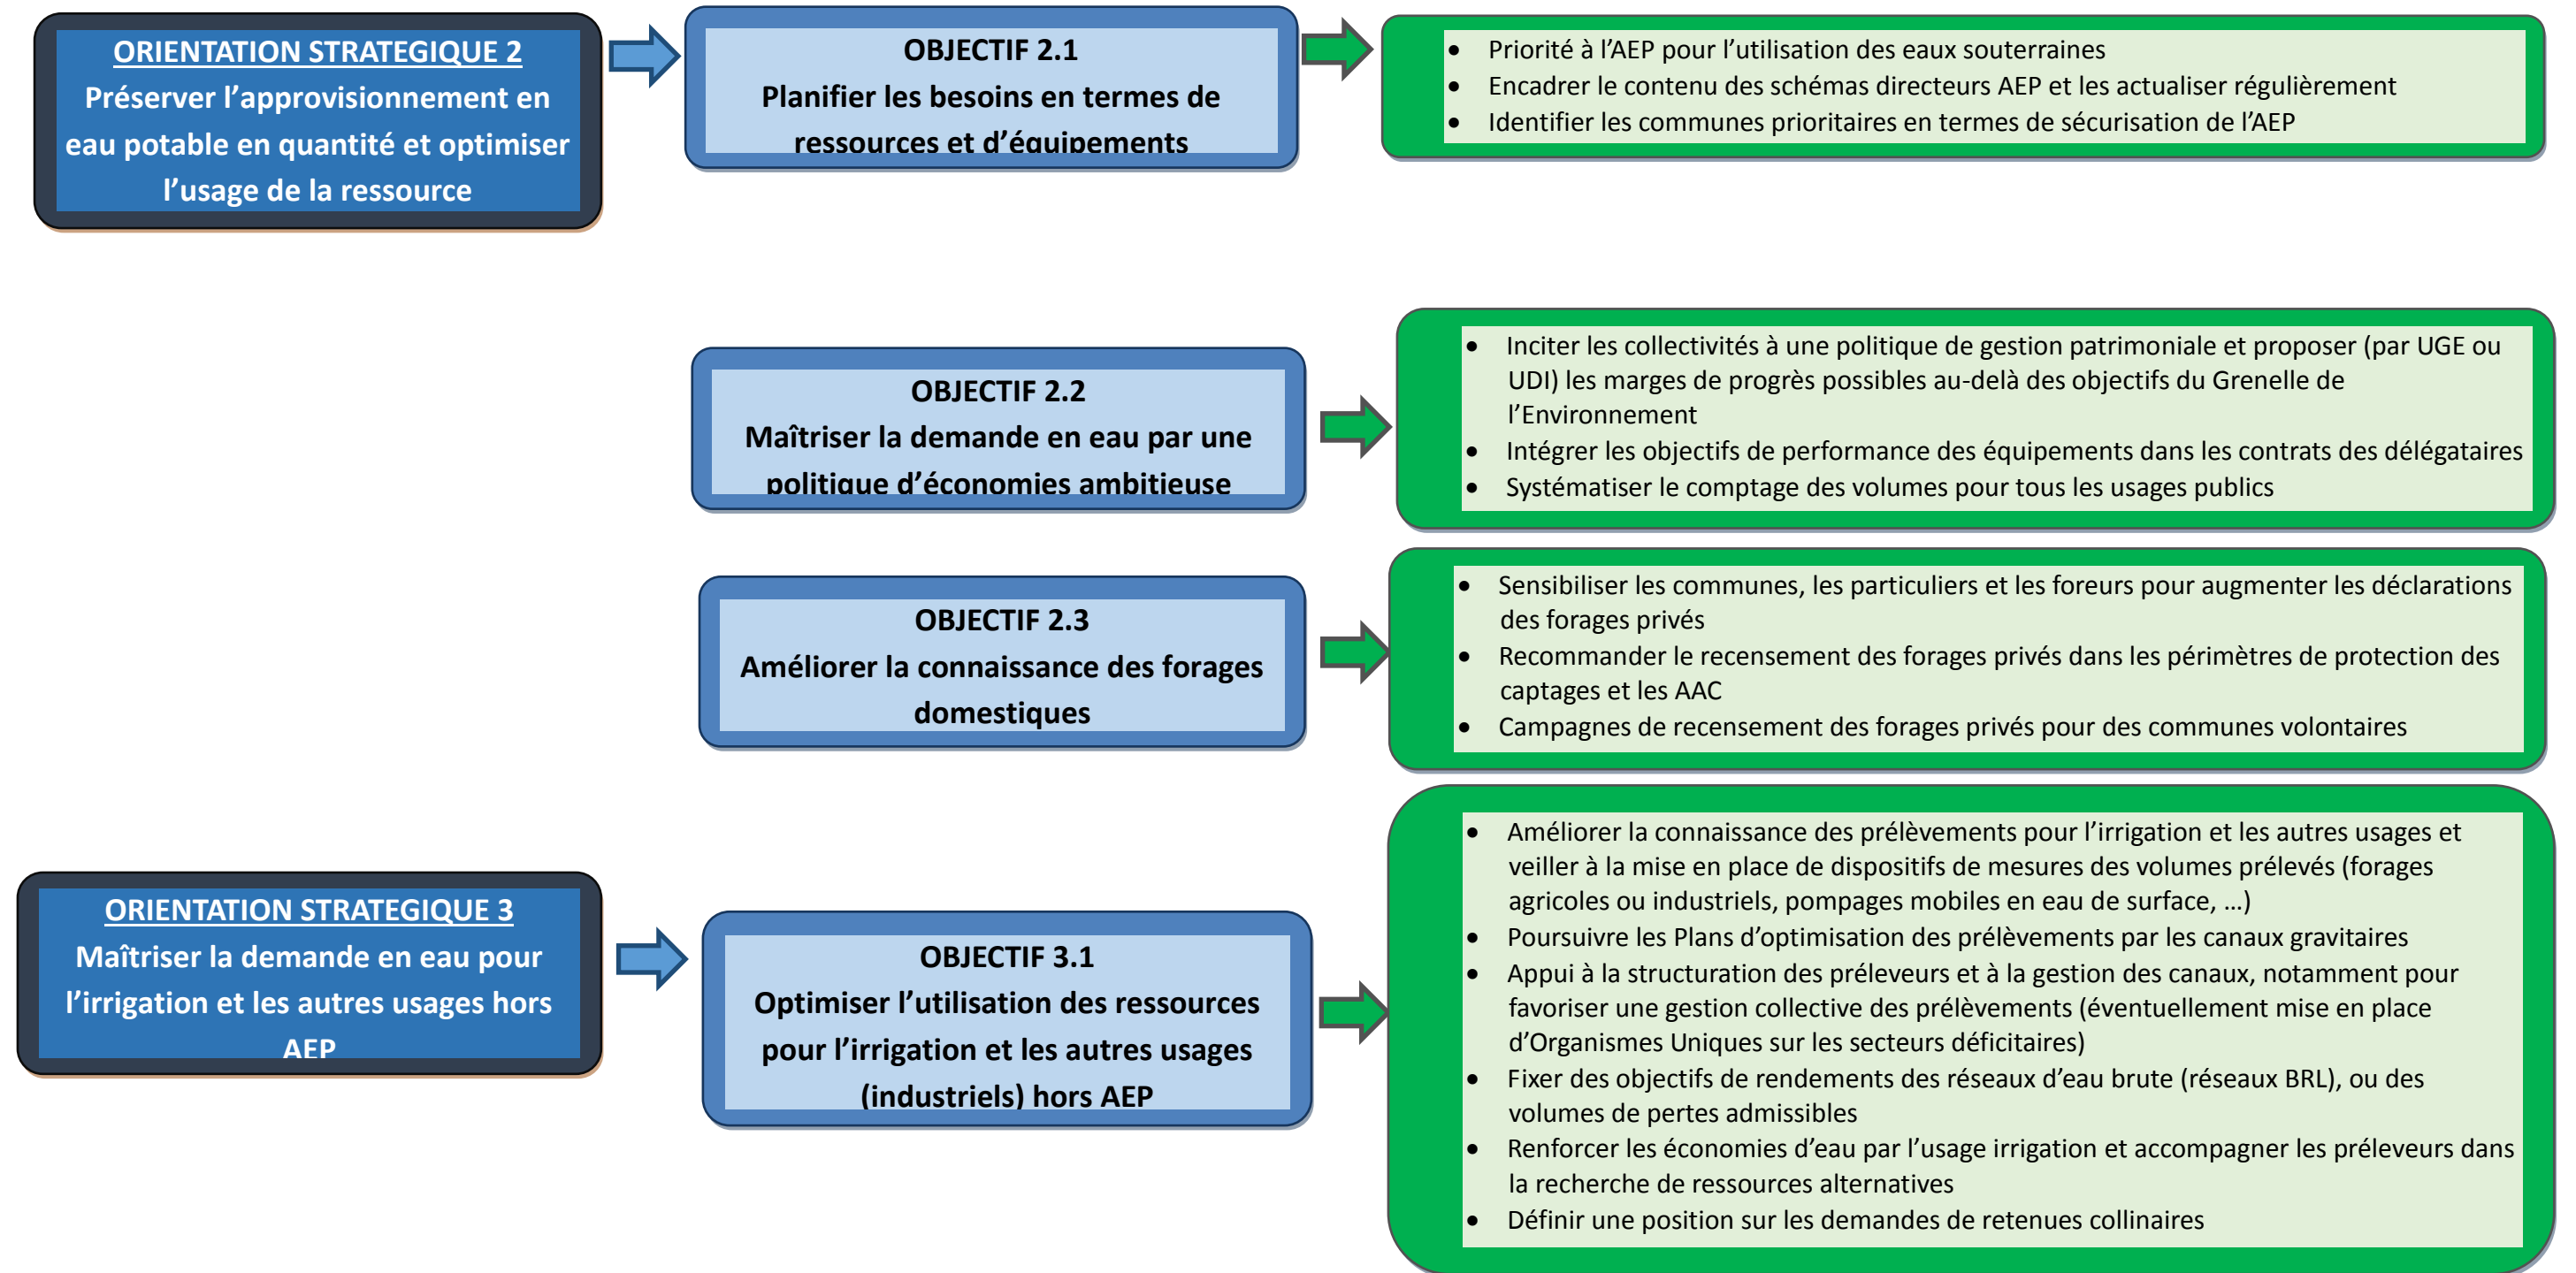 ORIENTATION STRATEGIQUE 2
Préserver l’approvisionnement en
eau potable en quantité et optimiser
l’usage de la ressource
OBJECTIF 2.1
Planifier les besoins en termes de
ressources et d’équipements
• Priorité à l’AEP pour l’utilisation des eaux souterraines
• Encadrer le contenu des schémas directeurs AEP et les actualiser régulièrement
• Identifier les communes prioritaires en termes de sécurisation de l’AEP
OBJECTIF 2.2
Maîtriser la demande en eau par une
politique d’économies ambitieuse
• Inciter les collectivités à une politique de gestion patrimoniale et proposer (par UGE ou
UDI) les marges de progrès possibles au-delà des objectifs du Grenelle de
l’Environnement
• Intégrer les objectifs de performance des équipements dans les contrats des délégataires
• Systématiser le comptage des volumes pour tous les usages publics
OBJECTIF 2.3
Améliorer la connaissance des forages
domestiques
• Sensibiliser les communes, les particuliers et les foreurs pour augmenter les déclarations
des forages privés
• Recommander le recensement des forages privés dans les périmètres de protection des
captages et les AAC
• Campagnes de recensement des forages privés pour des communes volontaires
ORIENTATION STRATEGIQUE 3
Maîtriser la demande en eau pour
l’irrigation et les autres usages hors
AEP
OBJECTIF 3.1
Optimiser l’utilisation des ressources
pour l’irrigation et les autres usages
(industriels) hors AEP
• Améliorer la connaissance des prélèvements pour l’irrigation et les autres usages et
veiller à la mise en place de dispositifs de mesures des volumes prélevés (forages
agricoles ou industriels, pompages mobiles en eau de surface, …)
• Poursuivre les Plans d’optimisation des prélèvements par les canaux gravitaires
• Appui à la structuration des préleveurs et à la gestion des canaux, notamment pour
favoriser une gestion collective des prélèvements (éventuellement mise en place
d’Organismes Uniques sur les secteurs déficitaires)
• Fixer des objectifs de rendements des réseaux d’eau brute (réseaux BRL), ou des
volumes de pertes admissibles
• Renforcer les économies d’eau par l’usage irrigation et accompagner les préleveurs dans
la recherche de ressources alternatives
• Définir une position sur les demandes de retenues collinaires